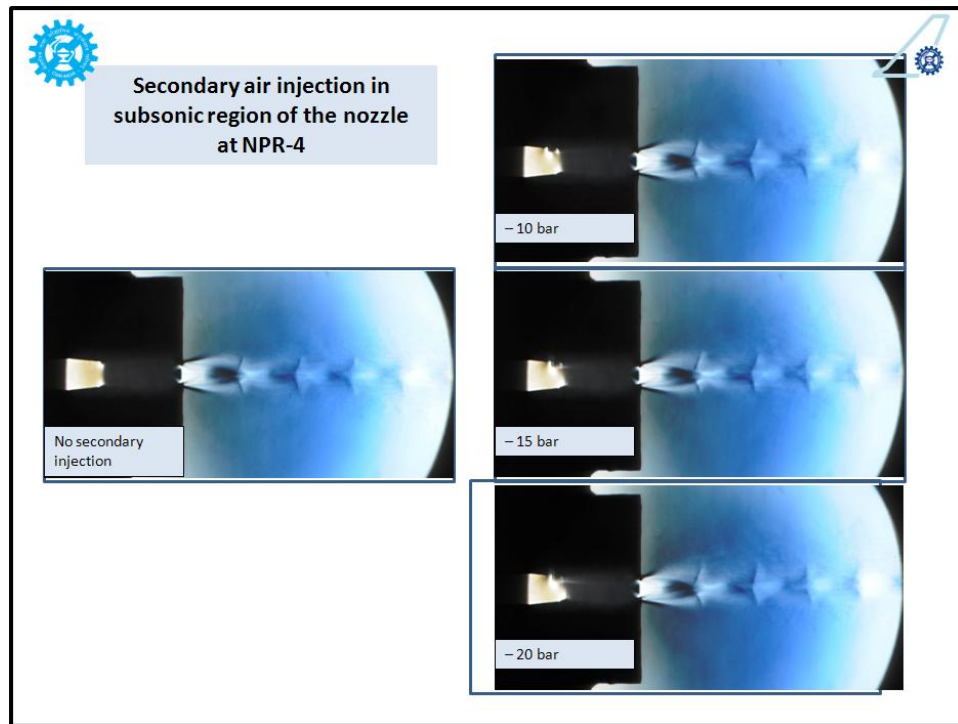 Secondary air injection in
subsonic region of the nozzle
at NPR-4
– 10 bar
No secondary
injection
– 15 bar
– 20 bar